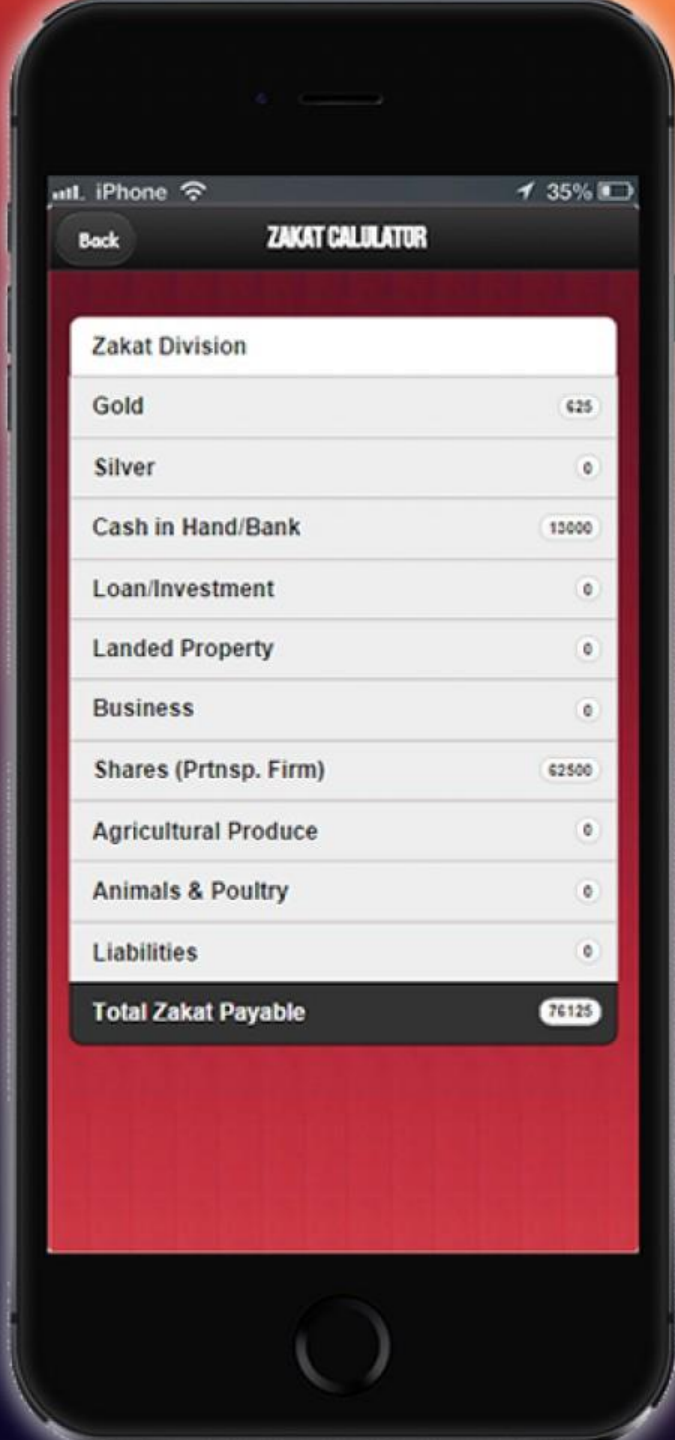 iPhone 35%
Back ZAKAT CALULATOR
Zakat Division
Gold 625
Silver 0
Cash in Hand/Bank 13000
Loan/Investment 0
Landed Property 0
Business 0
Shares (Prtnsp. Firm) 62500
Agricultural Produce 0
Animals & Poultry 0
Liabilities 0
Total Zakat Payable 76125